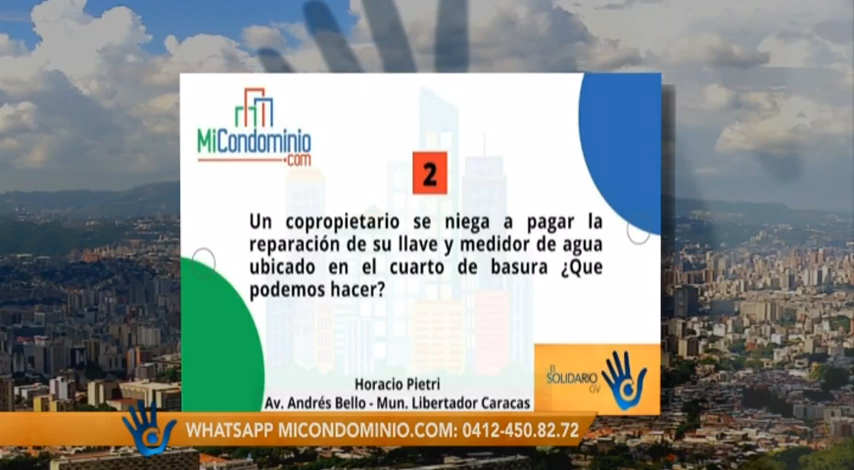 MiCondominio
.com
2
Un copropietario se niega a pagar la
reparación de su llave y medidor de agua
ubicado en el cuarto de basura ¿Que
podemos hacer?
Horacio Pietri
Av. Andrés Bello - Mun. Libertador Caracas
SOLIDARIO
GV
WHATSAPP MICONDOMINIO.COM: 0412-450.82.72